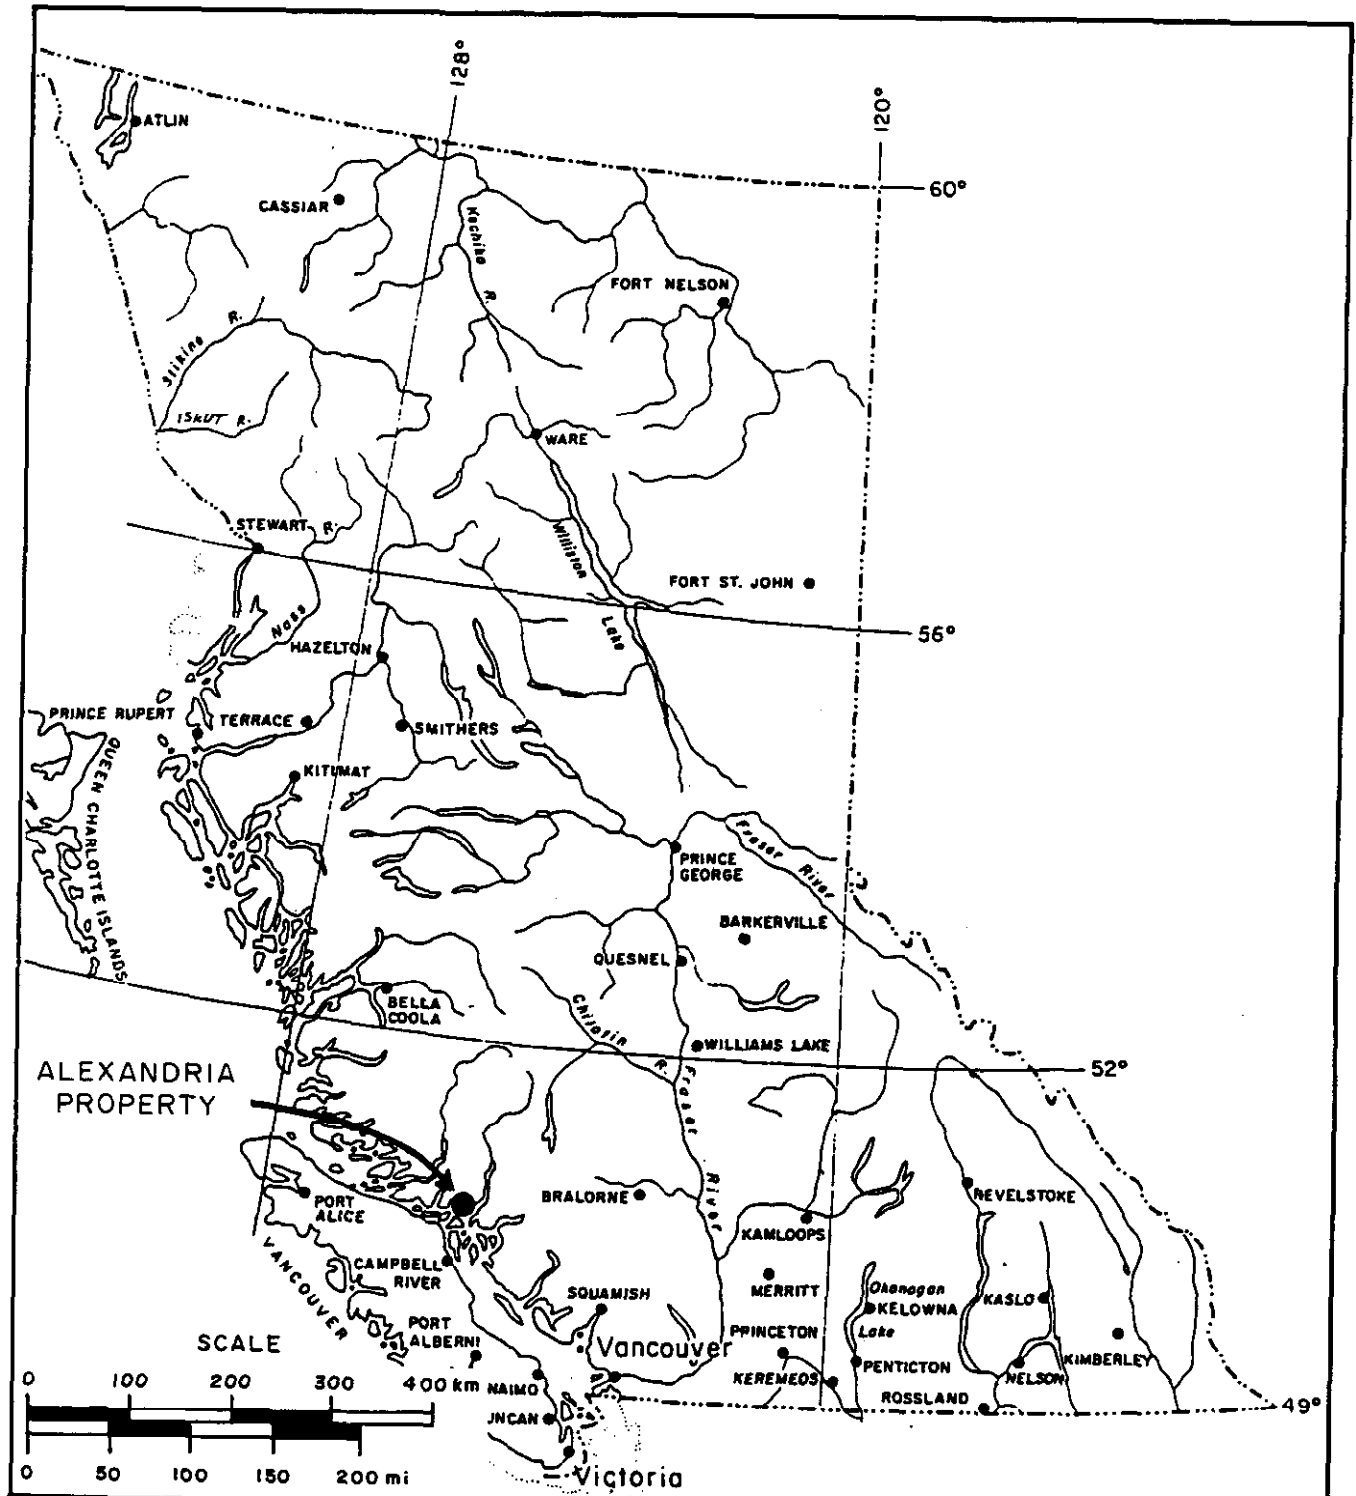 128°
120°
ATLIN
60°
CASSIAR
Kechika
R.
FORT NELSON
Stikine R.
ISKUT R.
WARE
STEWART
R.
Williston
Lake
FORT ST. JOHN
56°
Nass
HAZELTON
PRINCE RUPERT
TERRACE
SMITHERS
KITIMAT
QUEEN CHARLOTTE ISLANDS
PRINCE
GEORGE
Fraser River
BARKERVILLE
QUESNEL
BELLA
COOLA
Chilcotin
R.
WILLIAMS LAKE
52°
Fraser
River
ALEXANDRIA
PROPERTY
PORT
ALICE
BRALORNE
REVELSTOKE
KAMLOOPS
VANCOUVER
CAMPBELL
RIVER
MERRITT
SQUAMISH
Okanagan
Lake
KELOWNA
KASLO
PORT
ALBERNI
Vancouver
PRINCETON
KEREMEOS
PENTICTON
NELSON
KIMBERLEY
ROSSLAND
49°
NAIMO
UNCAN
Victoria
SCALE
0 100 200 300 400 km
0 50 100 150 200 mi